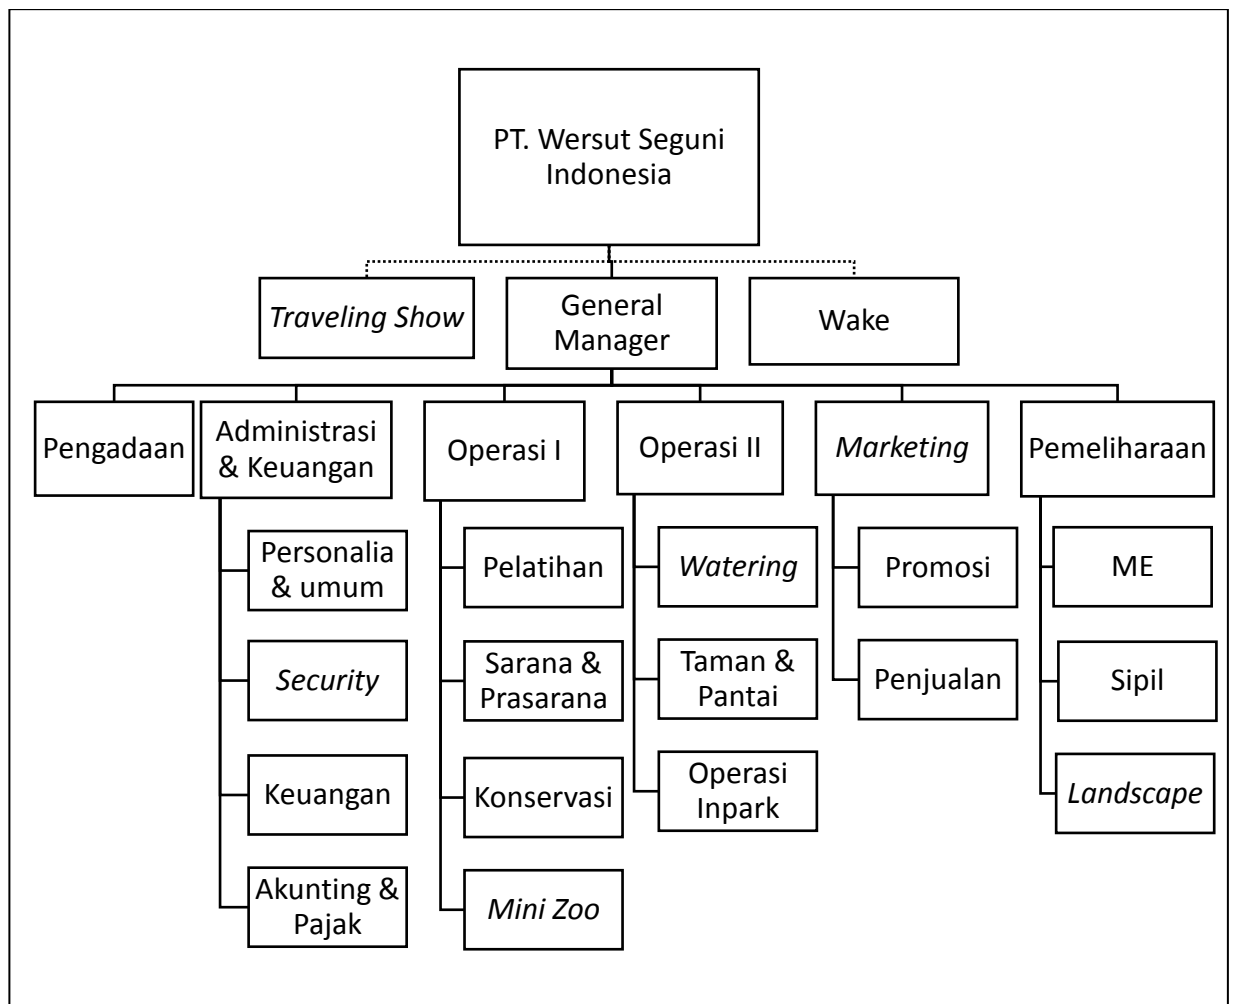 PT. Wersut Seguni
Indonesia
Traveling Show
General
Manager
Wake
Pengadaan
Administrasi
& Keuangan
Operasi I
Operasi II
Marketing
Pemeliharaan
Personalia
& umum
Security
Keuangan
Akunting &
Pajak
Pelatihan
Sarana &
Prasarana
Konservasi
Mini Zoo
Watering
Taman &
Pantai
Operasi
Inpark
Promosi
Penjualan
ME
Sipil
Landscape